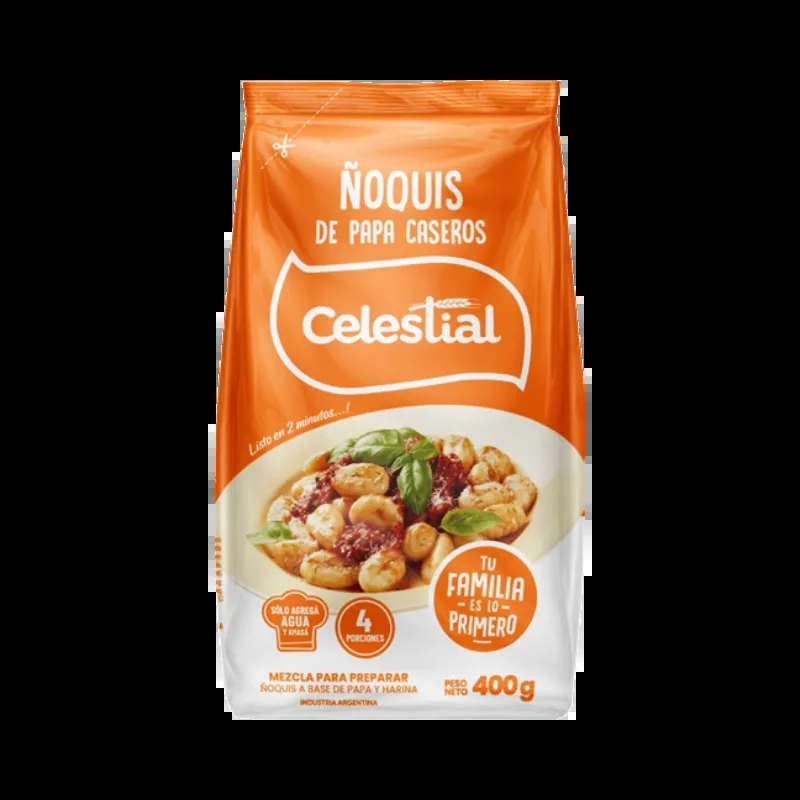 ÑOQUIS
DE PAPA CASEROS
Celestial
Listo en 2 minutos...!
SÓLO AGREGÁ
AGUA
Y AMASÁ
4
PORCIONES
TU
FAMILIA
- ES LO -
PRIMERO
MEZCLA PARA PREPARAR
ÑOQUIS A BASE DE PAPA Y HARINA
INDUSTRIA ARGENTINA
PESO
NETO 400g